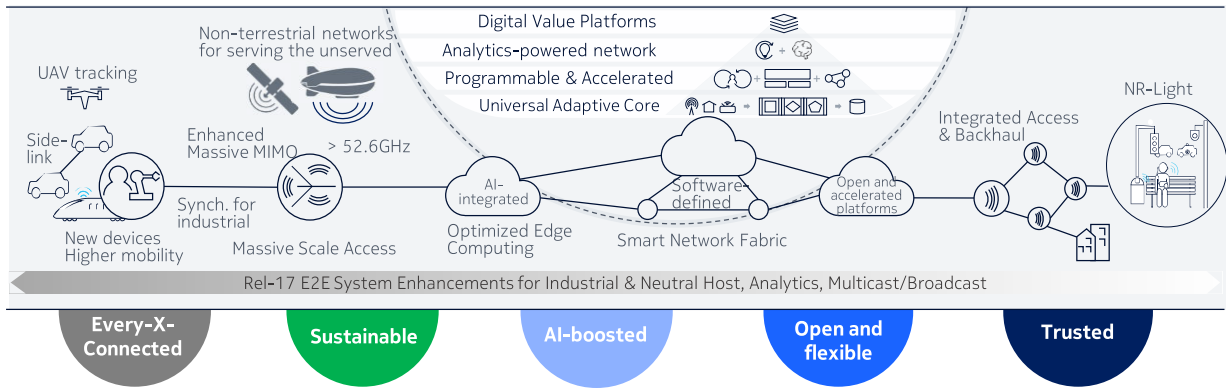 Digital Value Platforms
Analytics-powered network
Programmable & Accelerated
Universal Adaptive Core
Non-terrestrial networks
for serving the unserved
UAV tracking
Side-
link
Enhanced
Massive MIMO
> 52.6GHz
Synch. for
industrial
New devices
Higher mobility
Massive Scale Access
AI-
integrated
Optimized Edge
Computing
Software-
defined
Smart Network Fabric
Open and
accelerated
platforms
Integrated Access
& Backhaul
NR-Light
Rel-17 E2E System Enhancements for Industrial & Neutral Host, Analytics, Multicast/Broadcast
Every-X-
Connected
Sustainable
AI-boosted
Open and
flexible
Trusted